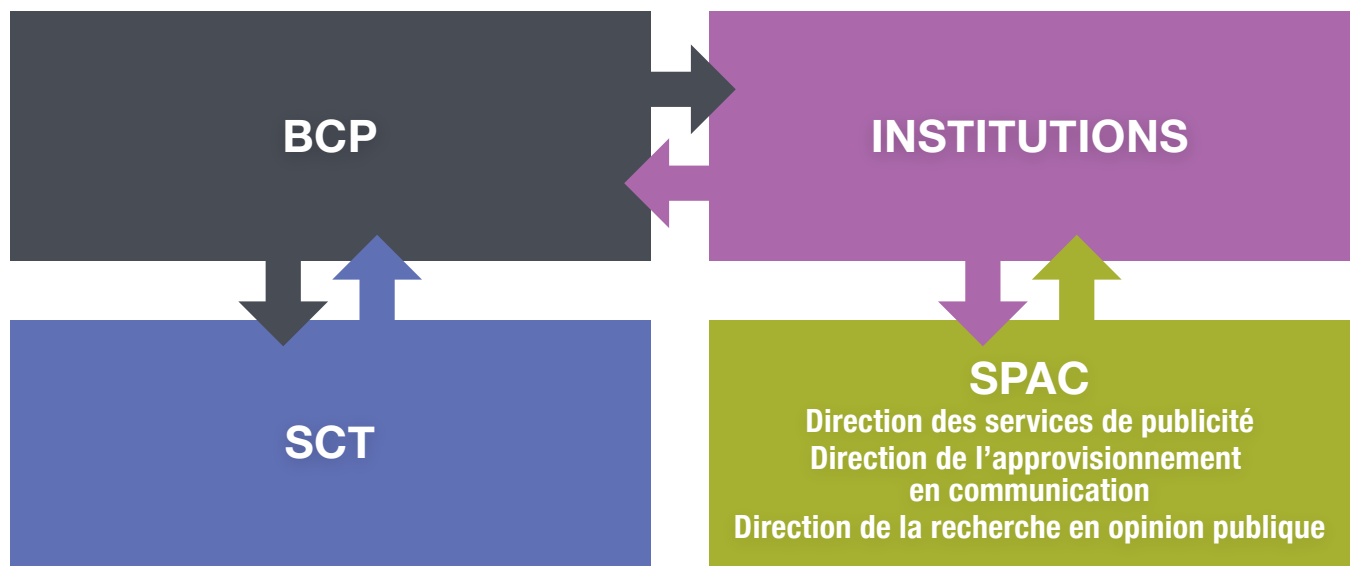 BCP
INSTITUTIONS
SCT
SPAC
Direction des services de publicité
Direction de l’approvisionnement
en communication
Direction de la recherche en opinion publique